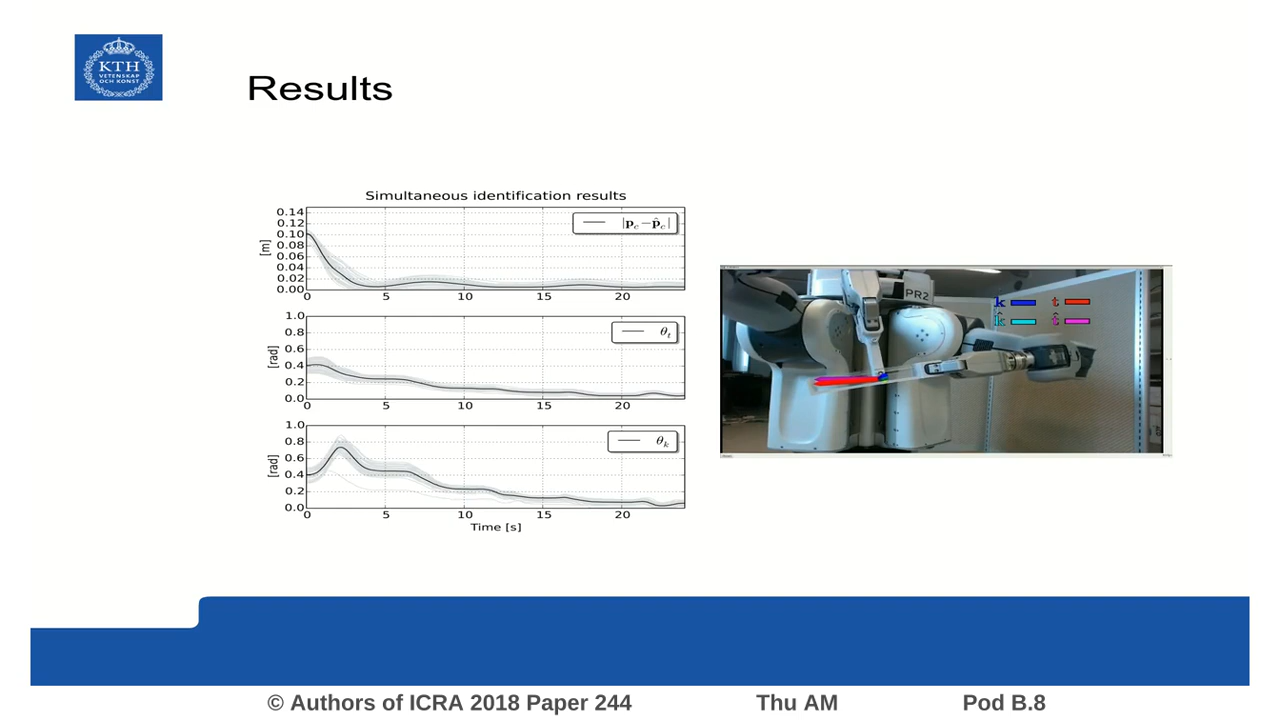 KTH
VETENSKAP
OCH KONST
Results
Simultaneous identification results
[m]
0.14
0.12
0.10
0.08
0.06
0.04
0.02
0.00
|p_c − p̂_c|
0 5 10 15 20
[rad]
1.0
0.8
0.6
0.4
0.2
0.0
θ_t
0 5 10 15 20
[rad]
1.0
0.8
0.6
0.4
0.2
0.0
θ_k
0 5 10 15 20
Time [s]
PR2
k t
k̂ t̂
© Authors of ICRA 2018 Paper 244 Thu AM Pod B.8